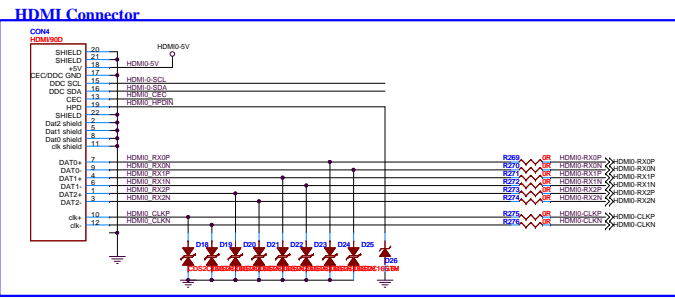 HDMI Connector
CON4
HDMI/90D
HDMI0-5V
SHIELD 20
SHIELD 21
+5V 18 HDMI0-5V
CEC/DDC GND 17
DDC SCL 15 HDMI-0-SCL
DDC SDA 16 HDMI-0-SDA
CEC 13 HDMI0_CEC
HPD 19 HDMI0_HPDIN
SHIELD 22
Dat2 shield 2
Dat1 shield 5
Dat0 shield 8
clk shield 11
DAT0+ 7 HDMI0_RX0P R269 0R HDMI0-RX0P HDMI0-RX0P
DAT0- 9 HDMI0_RX0N R270 0R HDMI0-RX0N HDMI0-RX0N
DAT1+ 4 HDMI0_RX1P R271 0R HDMI0-RX1P HDMI0-RX1P
DAT1- 6 HDMI0_RX1N R272 0R HDMI0-RX1N HDMI0-RX1N
DAT2+ 1 HDMI0_RX2P R273 0R HDMI0-RX2P HDMI0-RX2P
DAT2- 3 HDMI0_RX2N R274 0R HDMI0-RX2N HDMI0-RX2N
clk+ 10 HDMI0_CLKP R275 0R HDMI0-CLKP HDMI0-CLKP
clk- 12 HDMI0_CLKN R276 0R HDMI0-CLKN HDMI0-CLKN
D18 D19 D20 D21 D22 D23 D24 D25
D26